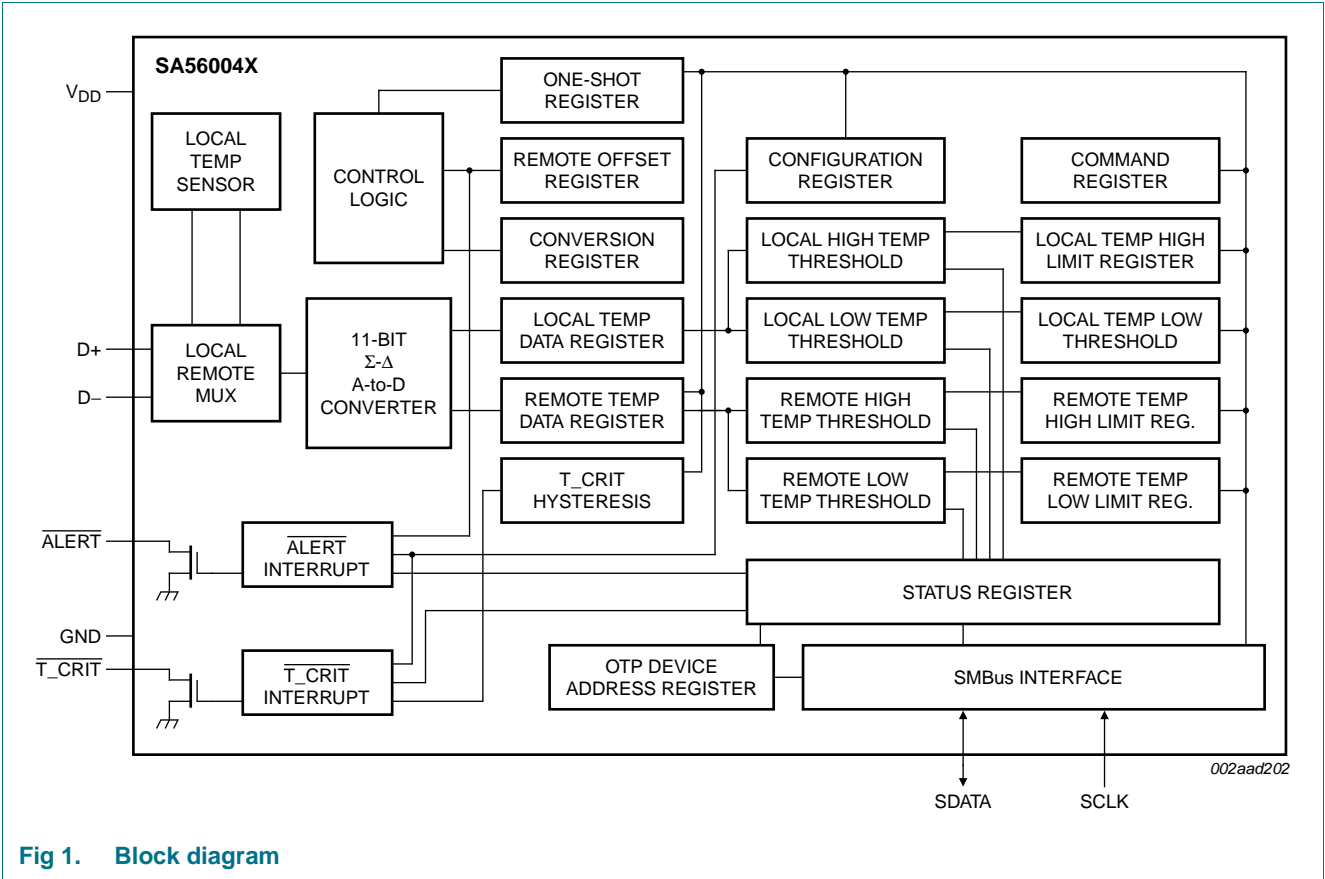 SA56004X
V_DD
LOCAL
TEMP
SENSOR
CONTROL
LOGIC
ONE-SHOT
REGISTER
REMOTE OFFSET
REGISTER
CONFIGURATION
REGISTER
COMMAND
REGISTER
CONVERSION
REGISTER
LOCAL HIGH TEMP
THRESHOLD
LOCAL TEMP HIGH
LIMIT REGISTER
D+
D−
LOCAL
REMOTE
MUX
11-BIT
Σ-Δ
A-to-D
CONVERTER
LOCAL TEMP
DATA REGISTER
LOCAL LOW TEMP
THRESHOLD
LOCAL TEMP LOW
THRESHOLD
REMOTE TEMP
DATA REGISTER
REMOTE HIGH
TEMP THRESHOLD
REMOTE TEMP
HIGH LIMIT REG.
T_CRIT
HYSTERESIS
REMOTE LOW
TEMP THRESHOLD
REMOTE TEMP
LOW LIMIT REG.
ALERT
ALERT
INTERRUPT
STATUS REGISTER
GND
T_CRIT
T_CRIT
INTERRUPT
OTP DEVICE
ADDRESS REGISTER
SMBus INTERFACE
002aad202
SDATA
SCLK
Fig 1. Block diagram